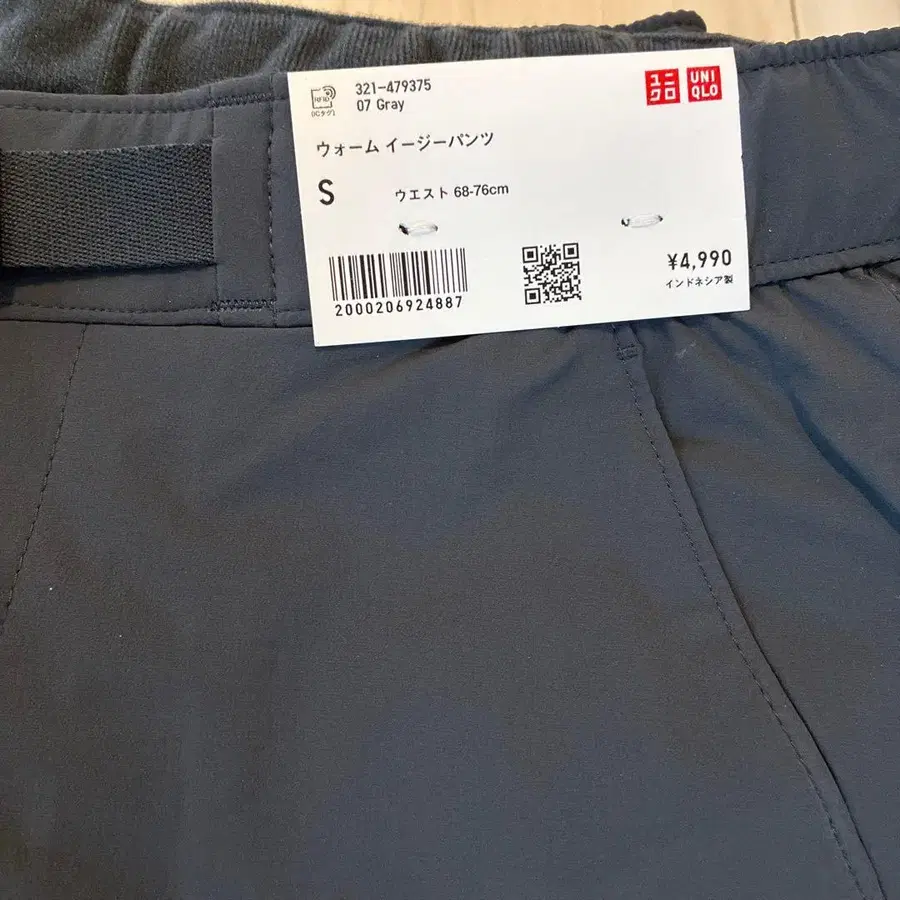 RFID
[ICタグ]
321-479375
07 Gray
ユニ
クロ
UNI
QLO
ウォーム イージーパンツ
S
ウエスト 68-76cm
¥4,990
インドネシア製
2000206924887